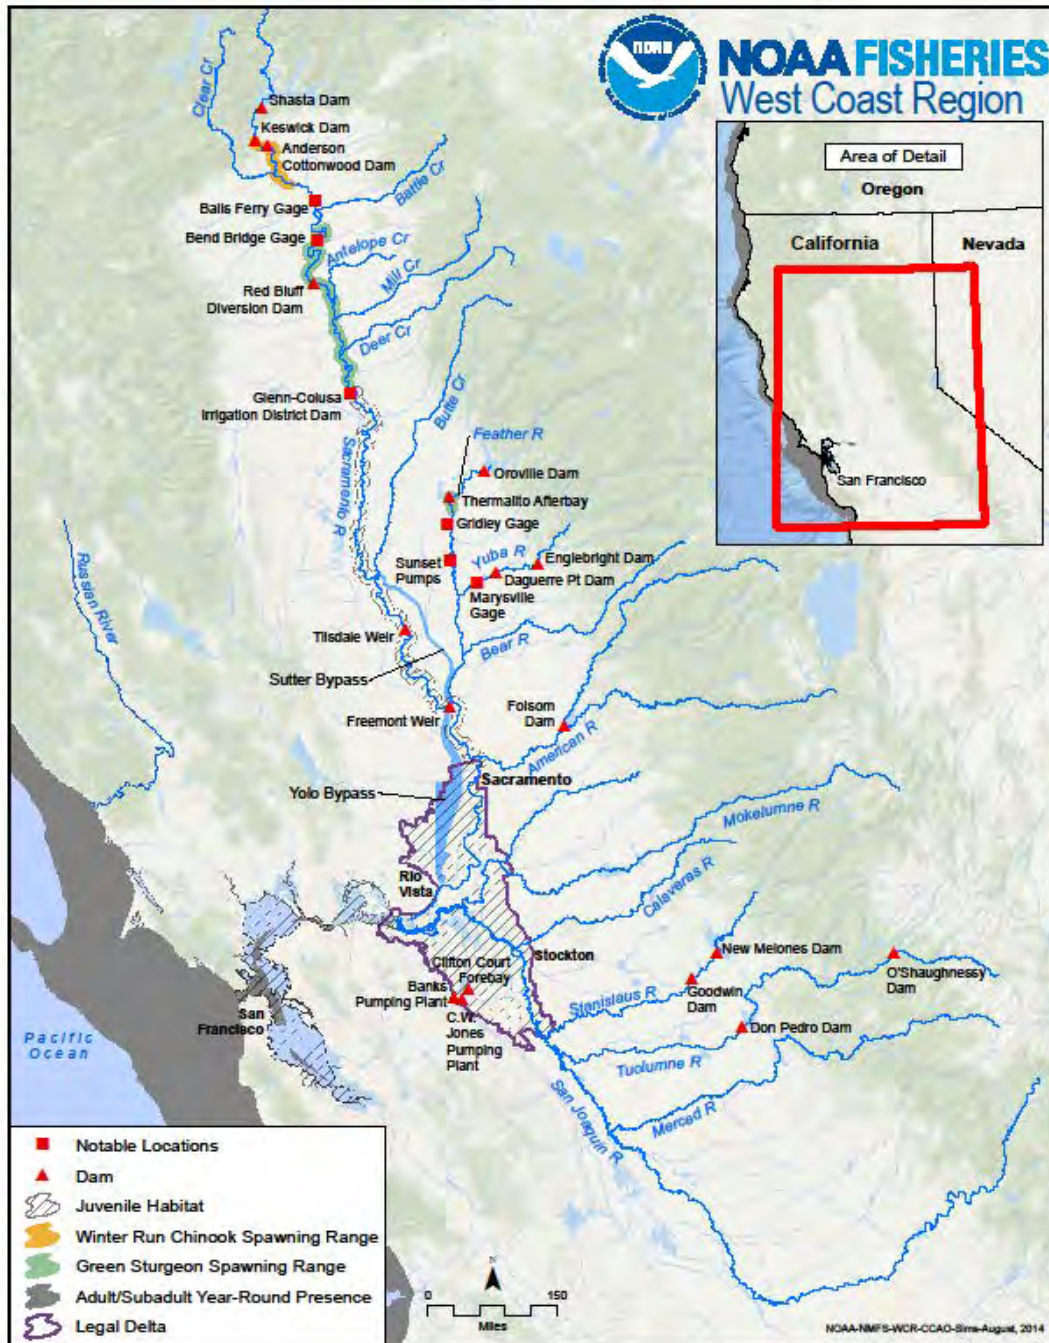 NOAA
NOAA FISHERIES
West Coast Region
Area of Detail
Oregon
California
Nevada
San Francisco
Clear Cr
Shasta Dam
Keswick Dam
Anderson
Cottonwood Dam
Balls Ferry Gage
Battle Cr
Bend Bridge Gage
Antelope Cr
Mill Cr
Red Bluff
Diversion Dam
Deer Cr
Glenn-Colusa
Irrigation District Dam
Butte Cr
Sacramento R
Feather R
Oroville Dam
Thermalito Afterbay
Gridley Gage
Sunset
Pumps
Yuba R
Englebright Dam
Daguerre Pt Dam
Marysville
Gage
Russian River
Tilsdale Weir
Bear R
Sutter Bypass
Freemont Weir
Folsom
Dam
American R
Sacramento
Yolo Bypass
Mokelumne R
Rio
Vista
Calaveras R
Stockton
Clifton Court
Forebay
Banks
Pumping Plant
C.W.
Jones
Pumping
Plant
New Melones Dam
O'Shaughnessy
Dam
Stanislaus R
Goodwin
Dam
Don Pedro Dam
San
Francisco
Pacific
Ocean
Tuolumne R
San Joaquin R
Merced R
Notable Locations
Dam
Juvenile Habitat
Winter Run Chinook Spawning Range
Green Sturgeon Spawning Range
Adult/Subadult Year-Round Presence
Legal Delta
N
0 150
Miles
NOAA-NMFS-WCR-CCAO-Sims-August, 2014